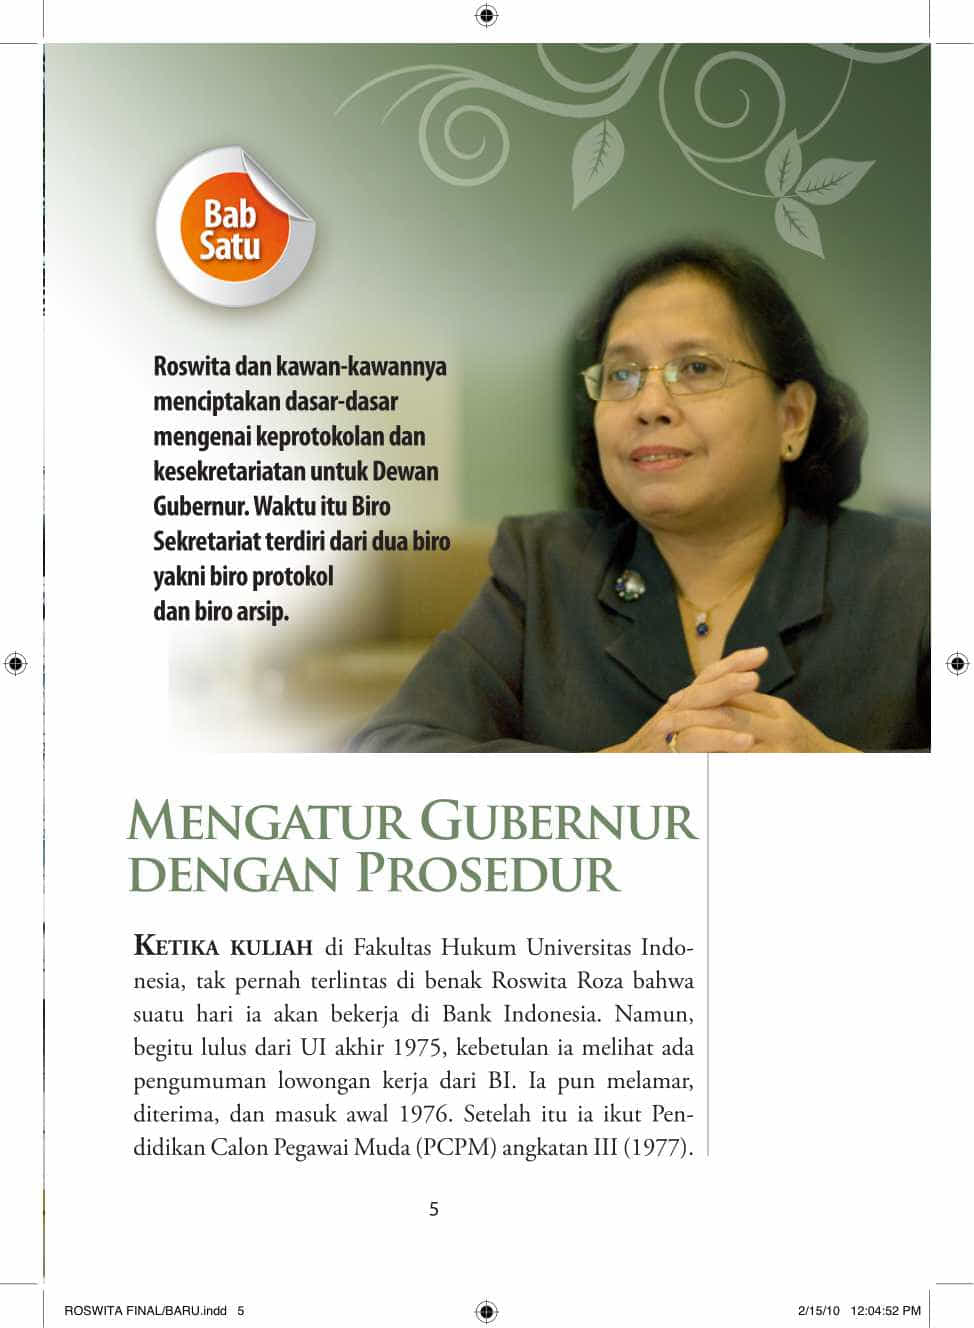 Bab
Satu
Roswita dan kawan-kawannya
menciptakan dasar-dasar
mengenai keprotokolan dan
kesekretariatan untuk Dewan
Gubernur. Waktu itu Biro
Sekretariat terdiri dari dua biro
yakni biro protokol
dan biro arsip.
MENGATUR GUBERNUR
DENGAN PROSEDUR
KETIKA KULIAH di Fakultas Hukum Universitas Indo-
nesia, tak pernah terlintas di benak Roswita Roza bahwa
suatu hari ia akan bekerja di Bank Indonesia. Namun,
begitu lulus dari UI akhir 1975, kebetulan ia melihat ada
pengumuman lowongan kerja dari BI. Ia pun melamar,
diterima, dan masuk awal 1976. Setelah itu ia ikut Pen-
didikan Calon Pegawai Muda (PCPM) angkatan III (1977).
5
ROSWITA FINAL/BARU.indd 5
2/15/10 12:04:52 PM